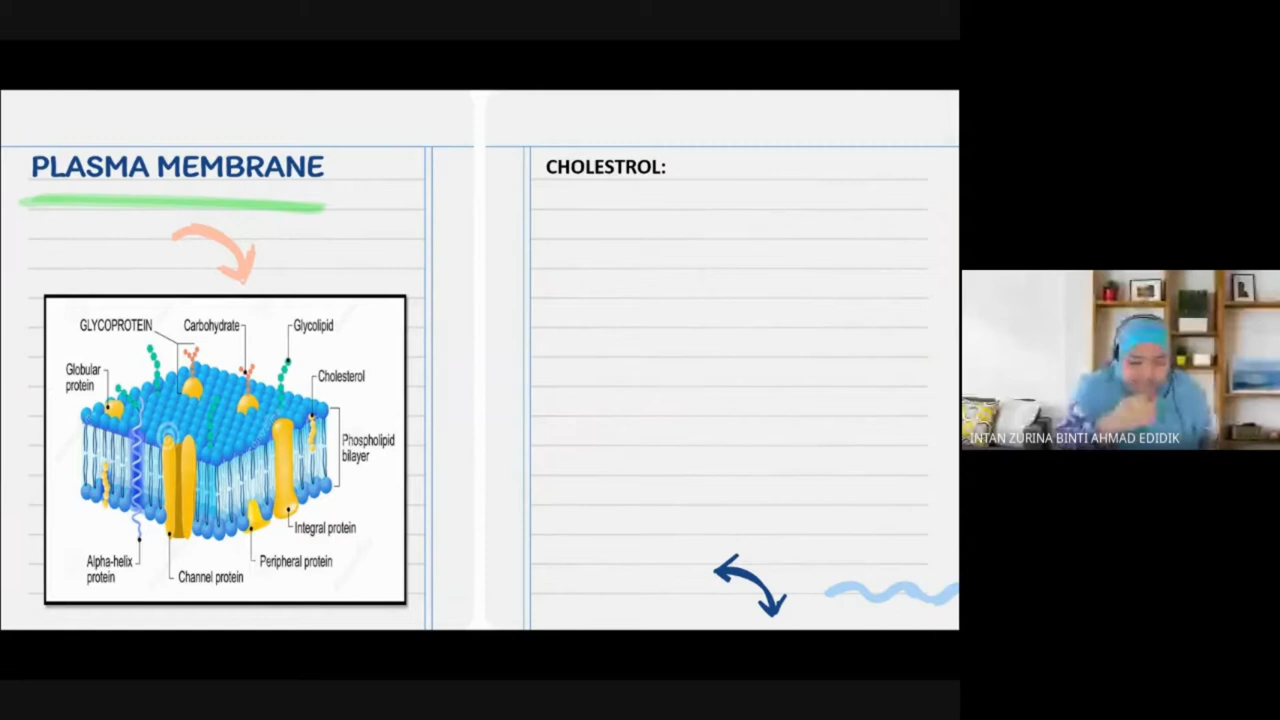 PLASMA MEMBRANE
GLYCOPROTEIN
Carbohydrate
Glycolipid
Globular
protein
Cholesterol
Phospholipid
bilayer
Integral protein
Peripheral protein
Alpha-helix
protein
Channel protein
CHOLESTROL:
INTAN ZURINA BINTI AHMAD EDIDIK